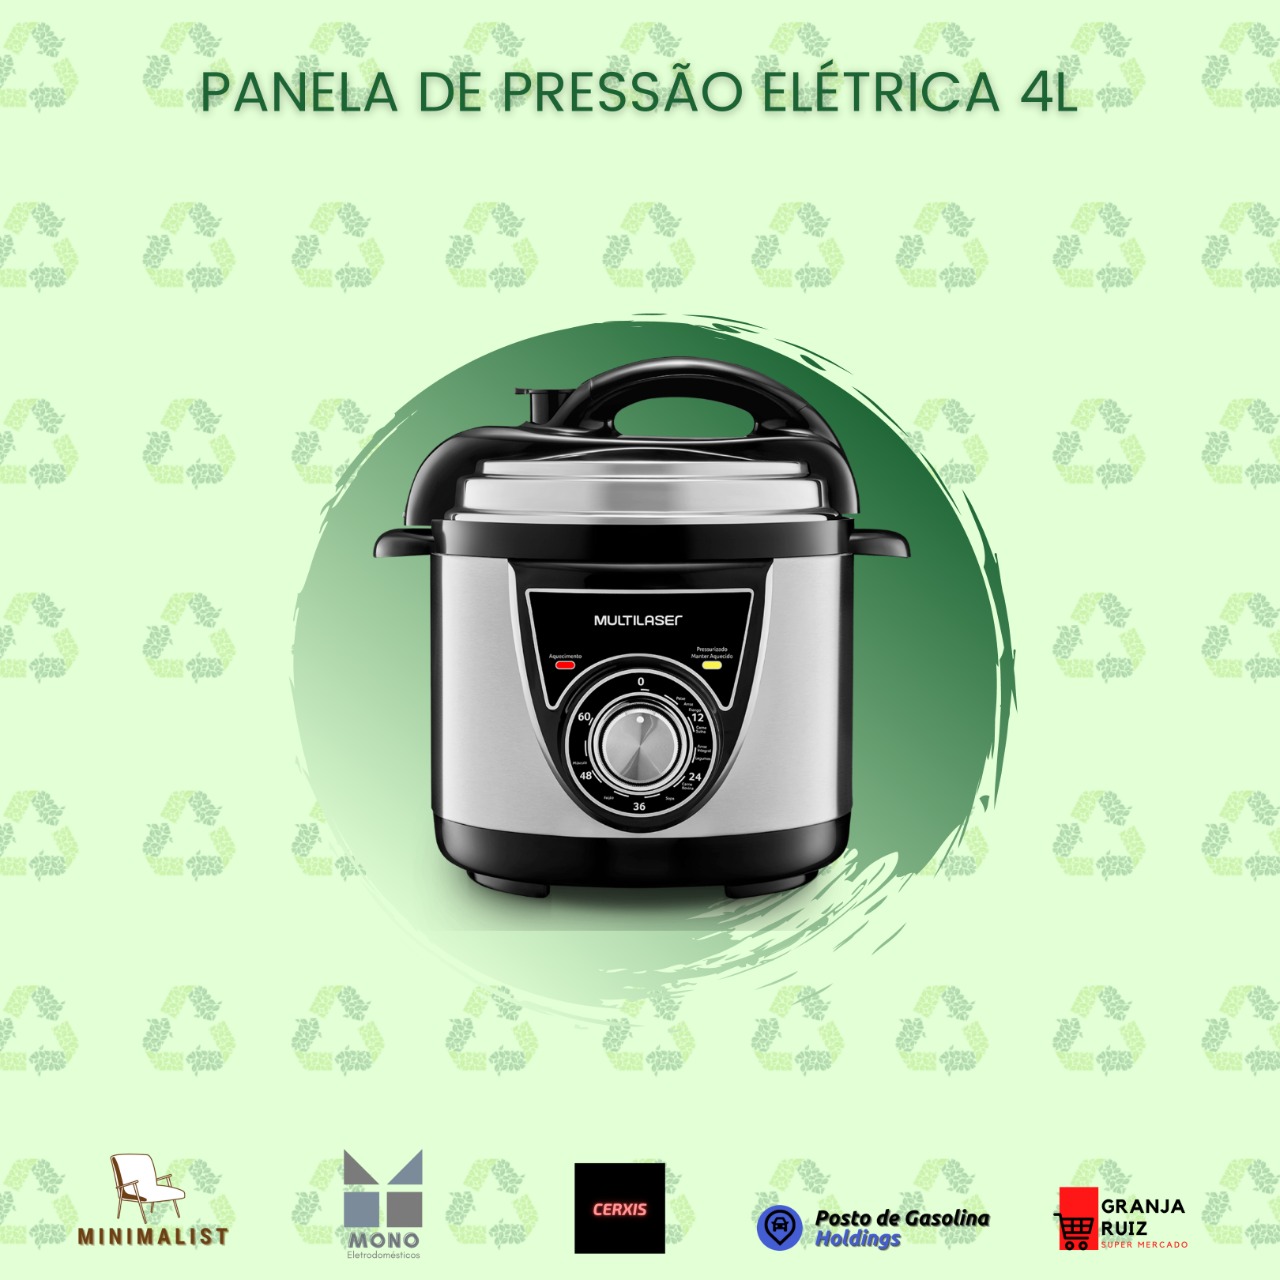 PANELA DE PRESSÃO ELÉTRICA 4L
MULTILASER
Aquecimento
Pressurizado
Manter Aquecido
0
60
12
48
24
36
MINIMALIST
MONO
Eletrodomésticos
CERXIS
Posto de Gasolina
Holdings
GRANJA
RUIZ
SUPER MERCADO